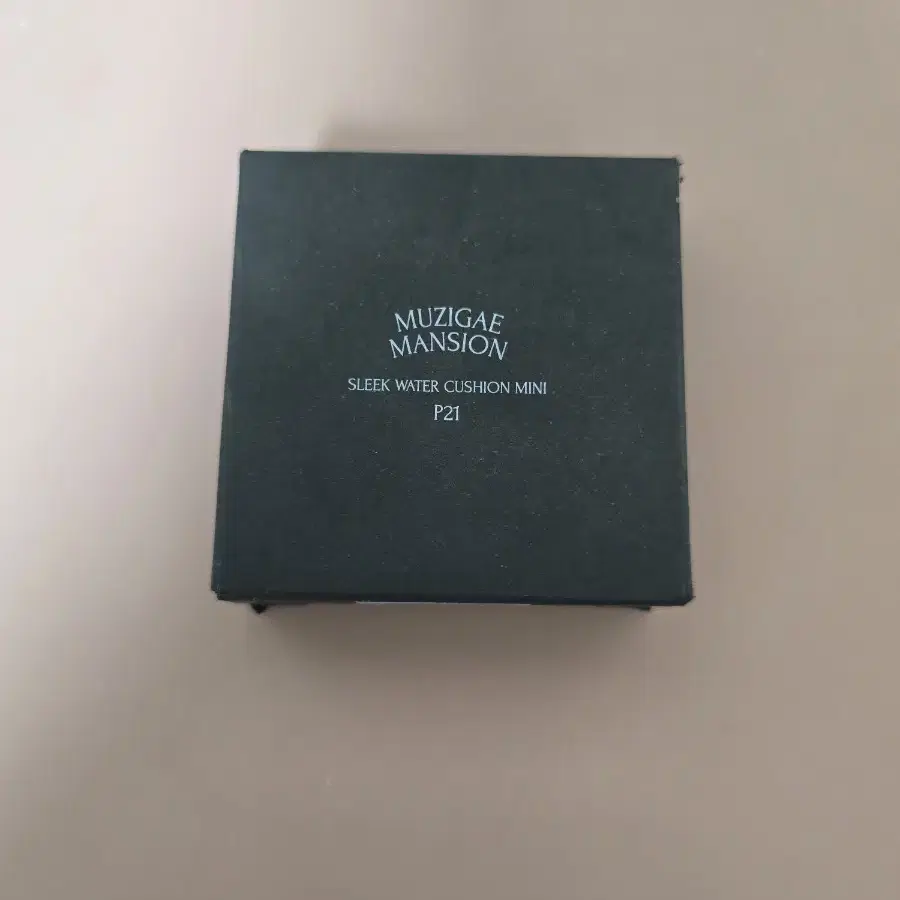 MUZIGAE
MANSION
SLEEK WATER CUSHION MINI
P21